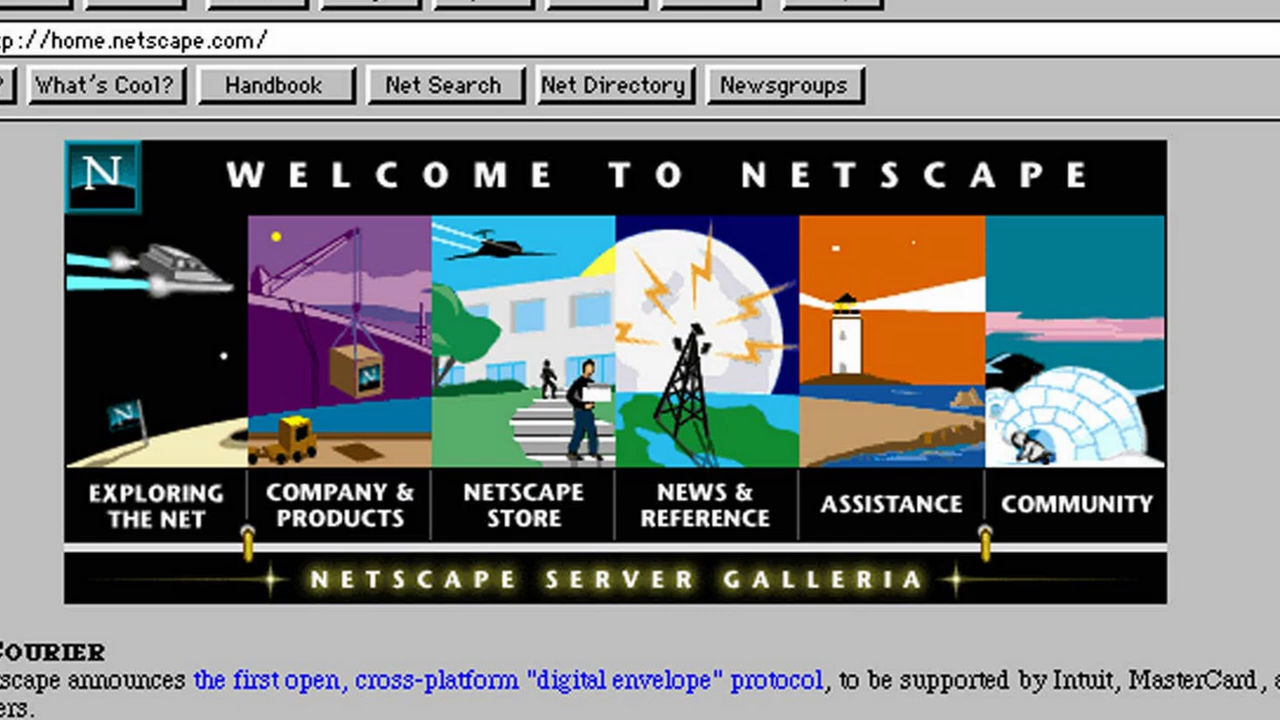 p://home.netscape.com/
? What's Cool? Handbook Net Search Net Directory Newsgroups
N WELCOME TO NETSCAPE
N
N
EXPLORING THE NET
COMPANY & PRODUCTS
NETSCAPE STORE
NEWS & REFERENCE
ASSISTANCE
COMMUNITY
NETSCAPE SERVER GALLERIA
COURIER
scape announces the first open, cross-platform "digital envelope" protocol, to be supported by Intuit, MasterCard,
ers.